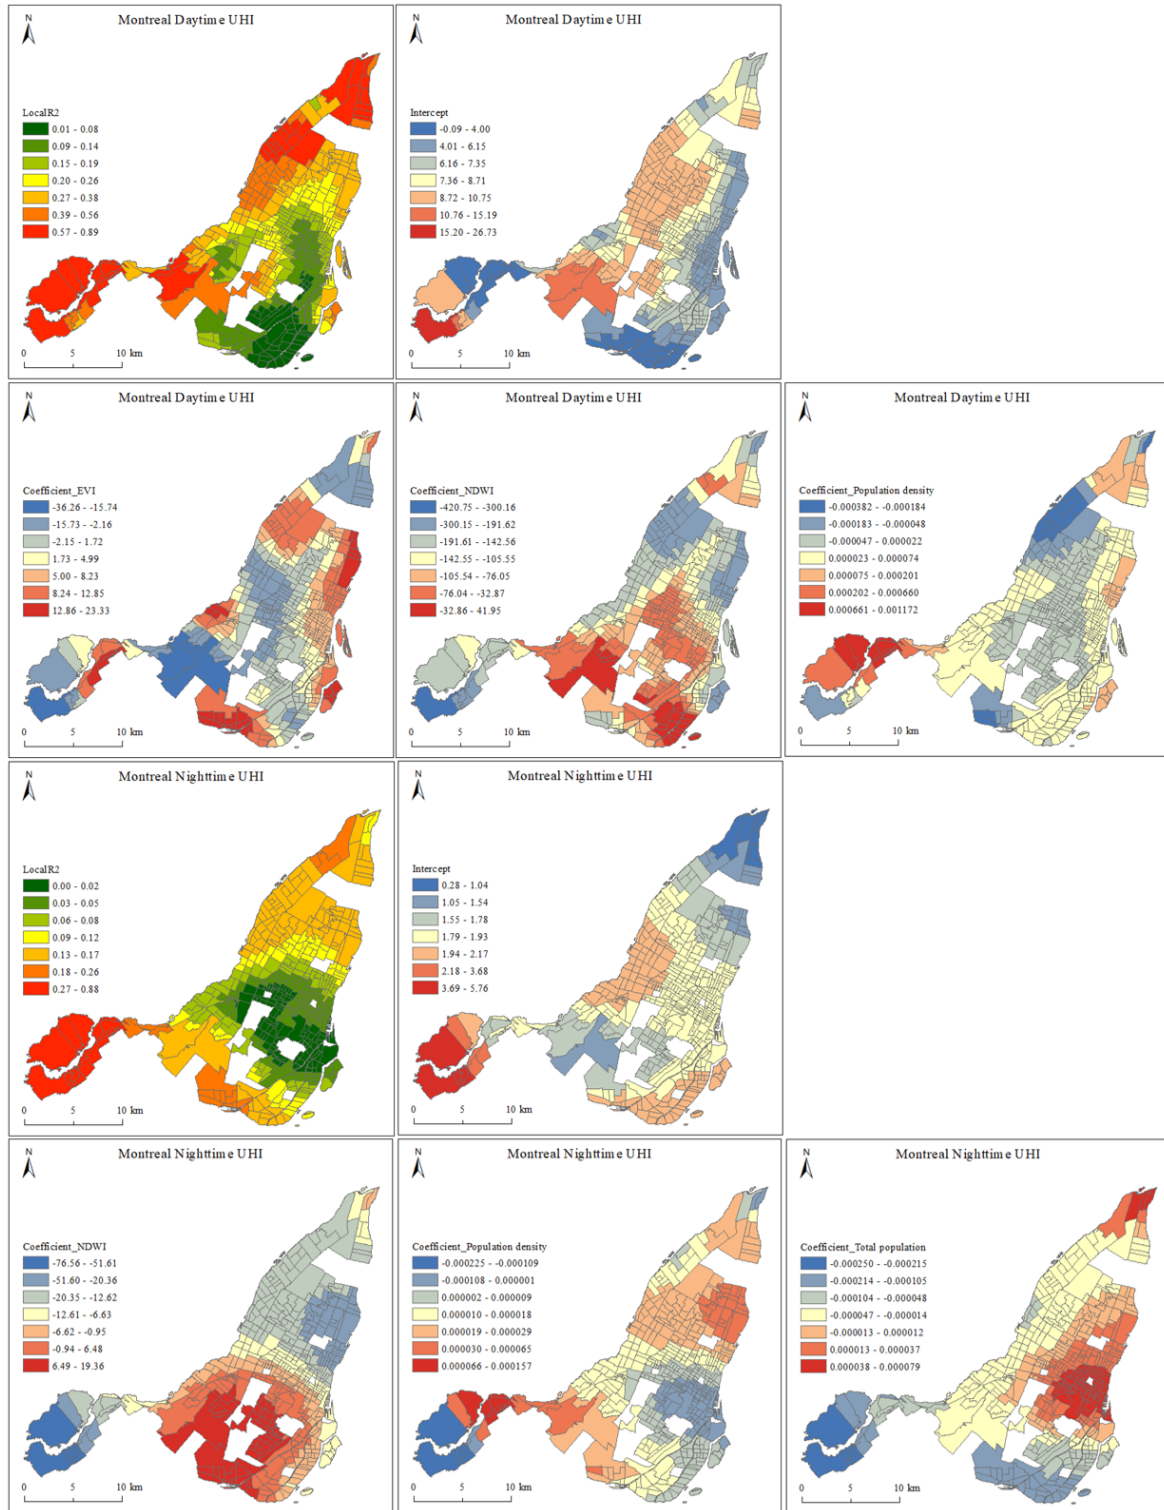 N
Montreal Daytime UHI
LocalR2
0.01 - 0.08
0.09 - 0.14
0.15 - 0.19
0.20 - 0.26
0.27 - 0.38
0.39 - 0.56
0.57 - 0.89
0 5 10 km
N
Montreal Daytime UHI
Intercept
-0.09 - 4.00
4.01 - 6.15
6.16 - 7.35
7.36 - 8.71
8.72 - 10.75
10.76 - 15.19
15.20 - 26.73
0 5 10 km
N
Montreal Daytime UHI
Coefficient_EVI
-36.26 - -15.74
-15.73 - -2.16
-2.15 - 1.72
1.73 - 4.99
5.00 - 8.23
8.24 - 12.85
12.86 - 23.33
0 5 10 km
N
Montreal Daytime UHI
Coefficient_NDWI
-420.75 - -300.16
-300.15 - -191.62
-191.61 - -142.56
-142.55 - -105.55
-105.54 - -76.05
-76.04 - -32.87
-32.86 - 41.95
0 5 10 km
N
Montreal Daytime UHI
Coefficient_Population density
-0.000382 - -0.000184
-0.000183 - -0.000048
-0.000047 - 0.000022
0.000023 - 0.000074
0.000075 - 0.000201
0.000202 - 0.000660
0.000661 - 0.001172
0 5 10 km
N
Montreal Nighttime UHI
LocalR2
0.00 - 0.02
0.03 - 0.05
0.06 - 0.08
0.09 - 0.12
0.13 - 0.17
0.18 - 0.26
0.27 - 0.88
0 5 10 km
N
Montreal Nighttime UHI
Intercept
0.28 - 1.04
1.05 - 1.54
1.55 - 1.78
1.79 - 1.93
1.94 - 2.17
2.18 - 3.68
3.69 - 5.76
0 5 10 km
N
Montreal Nighttime UHI
Coefficient_NDWI
-76.56 - -51.61
-51.60 - -20.36
-20.35 - -12.62
-12.61 - -6.63
-6.62 - -0.95
-0.94 - 6.48
6.49 - 19.36
0 5 10 km
N
Montreal Nighttime UHI
Coefficient_Population density
-0.000225 - -0.000109
-0.000108 - 0.000001
0.000002 - 0.000009
0.000010 - 0.000018
0.000019 - 0.000029
0.000030 - 0.000065
0.000066 - 0.000157
0 5 10 km
N
Montreal Nighttime UHI
Coefficient_Total population
-0.000250 - -0.000215
-0.000214 - -0.000105
-0.000104 - -0.000048
-0.000047 - -0.000014
-0.000013 - 0.000012
0.000013 - 0.000037
0.000038 - 0.000079
0 5 10 km